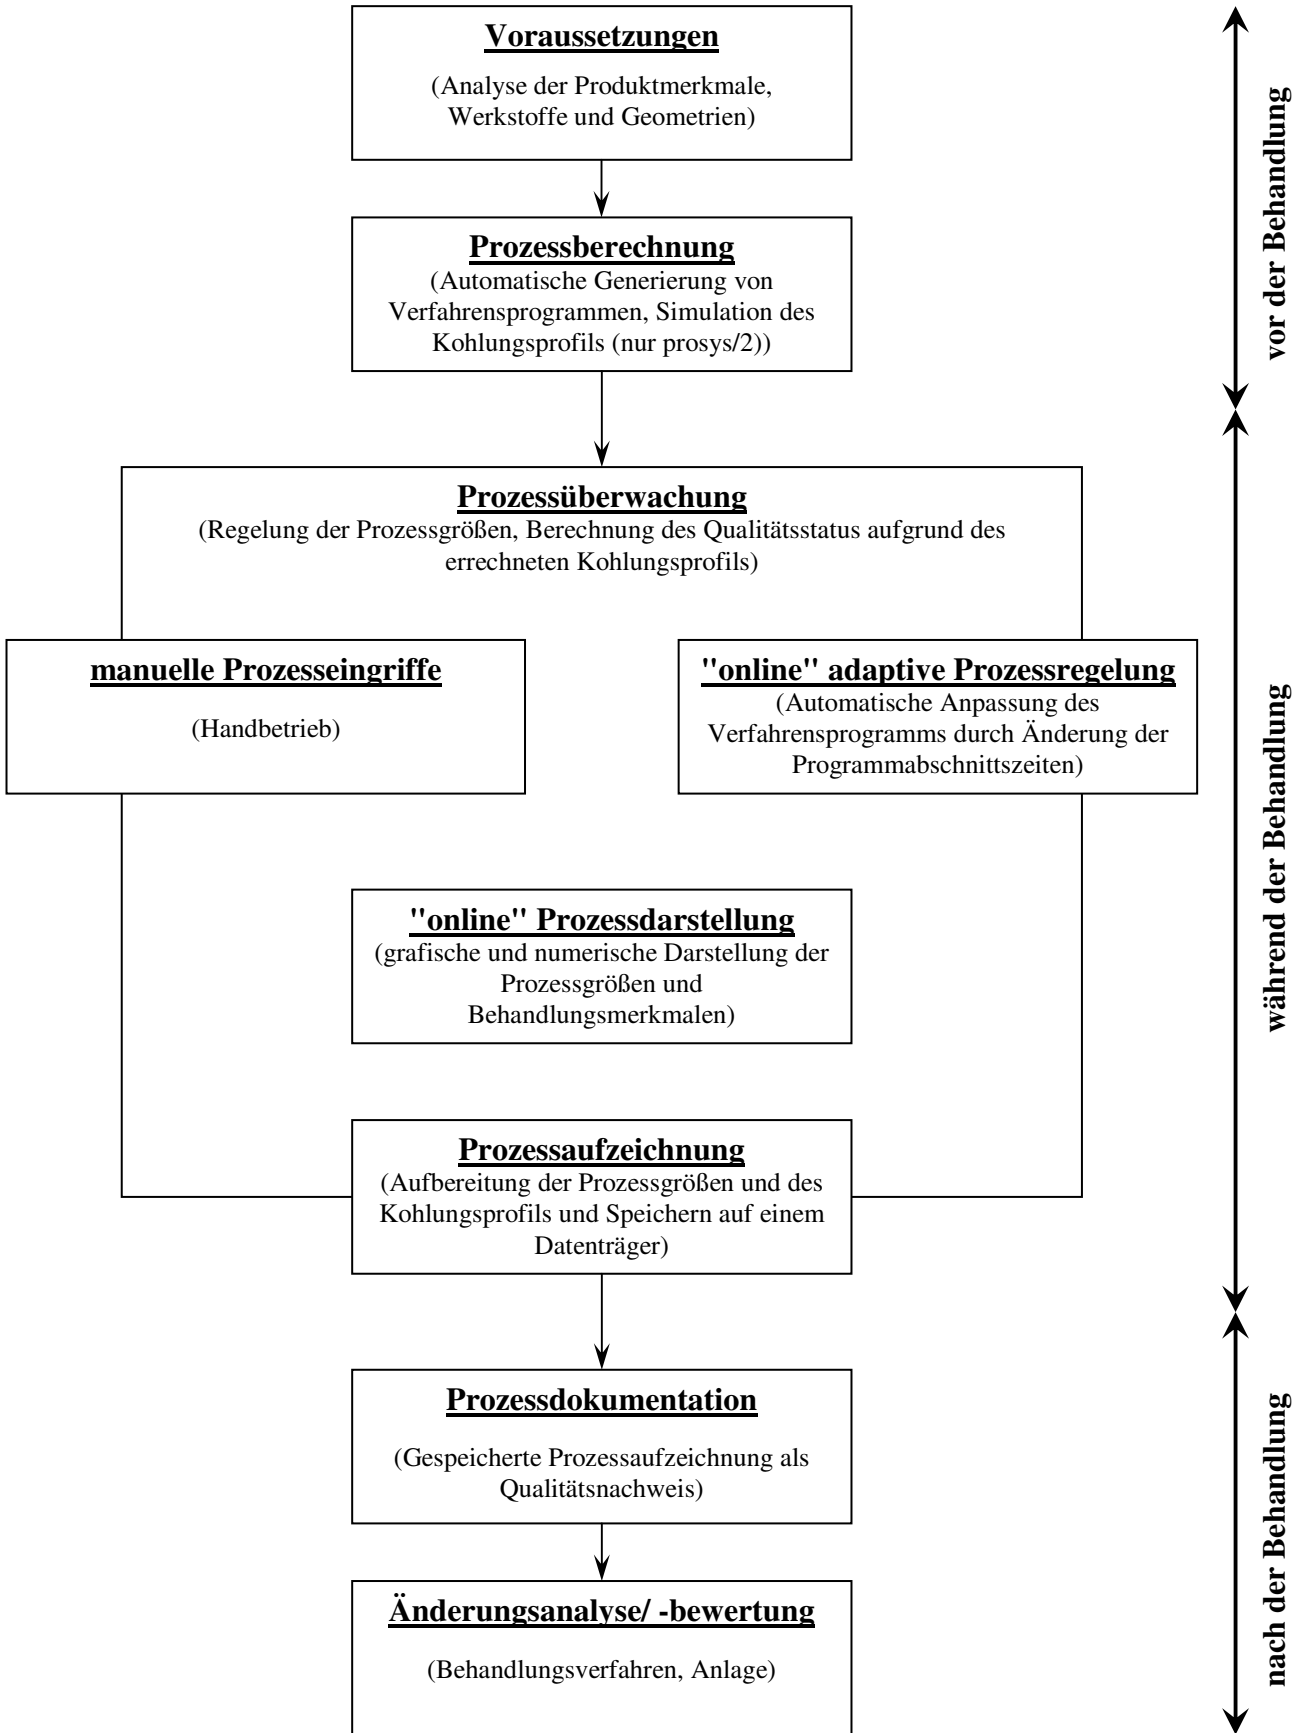 Voraussetzungen
(Analyse der Produktmerkmale,
Werkstoffe und Geometrien)
vor der Behandlung
Prozessberechnung
(Automatische Generierung von
Verfahrensprogrammen, Simulation des
Kohlungsprofils (nur prosys/2))
Prozessüberwachung
(Regelung der Prozessgrößen, Berechnung des Qualitätsstatus aufgrund des
errechneten Kohlungsprofils)
manuelle Prozesseingriffe
(Handbetrieb)
"online" adaptive Prozessregelung
(Automatische Anpassung des
Verfahrensprogramms durch Änderung der
Programmabschnittszeiten)
während der Behandlung
"online" Prozessdarstellung
(grafische und numerische Darstellung der
Prozessgrößen und
Behandlungsmerkmalen)
Prozessaufzeichnung
(Aufbereitung der Prozessgrößen und des
Kohlungsprofils und Speichern auf einem
Datenträger)
Prozessdokumentation
(Gespeicherte Prozessaufzeichnung als
Qualitätsnachweis)
nach der Behandlung
Änderungsanalyse/ -bewertung
(Behandlungsverfahren, Anlage)